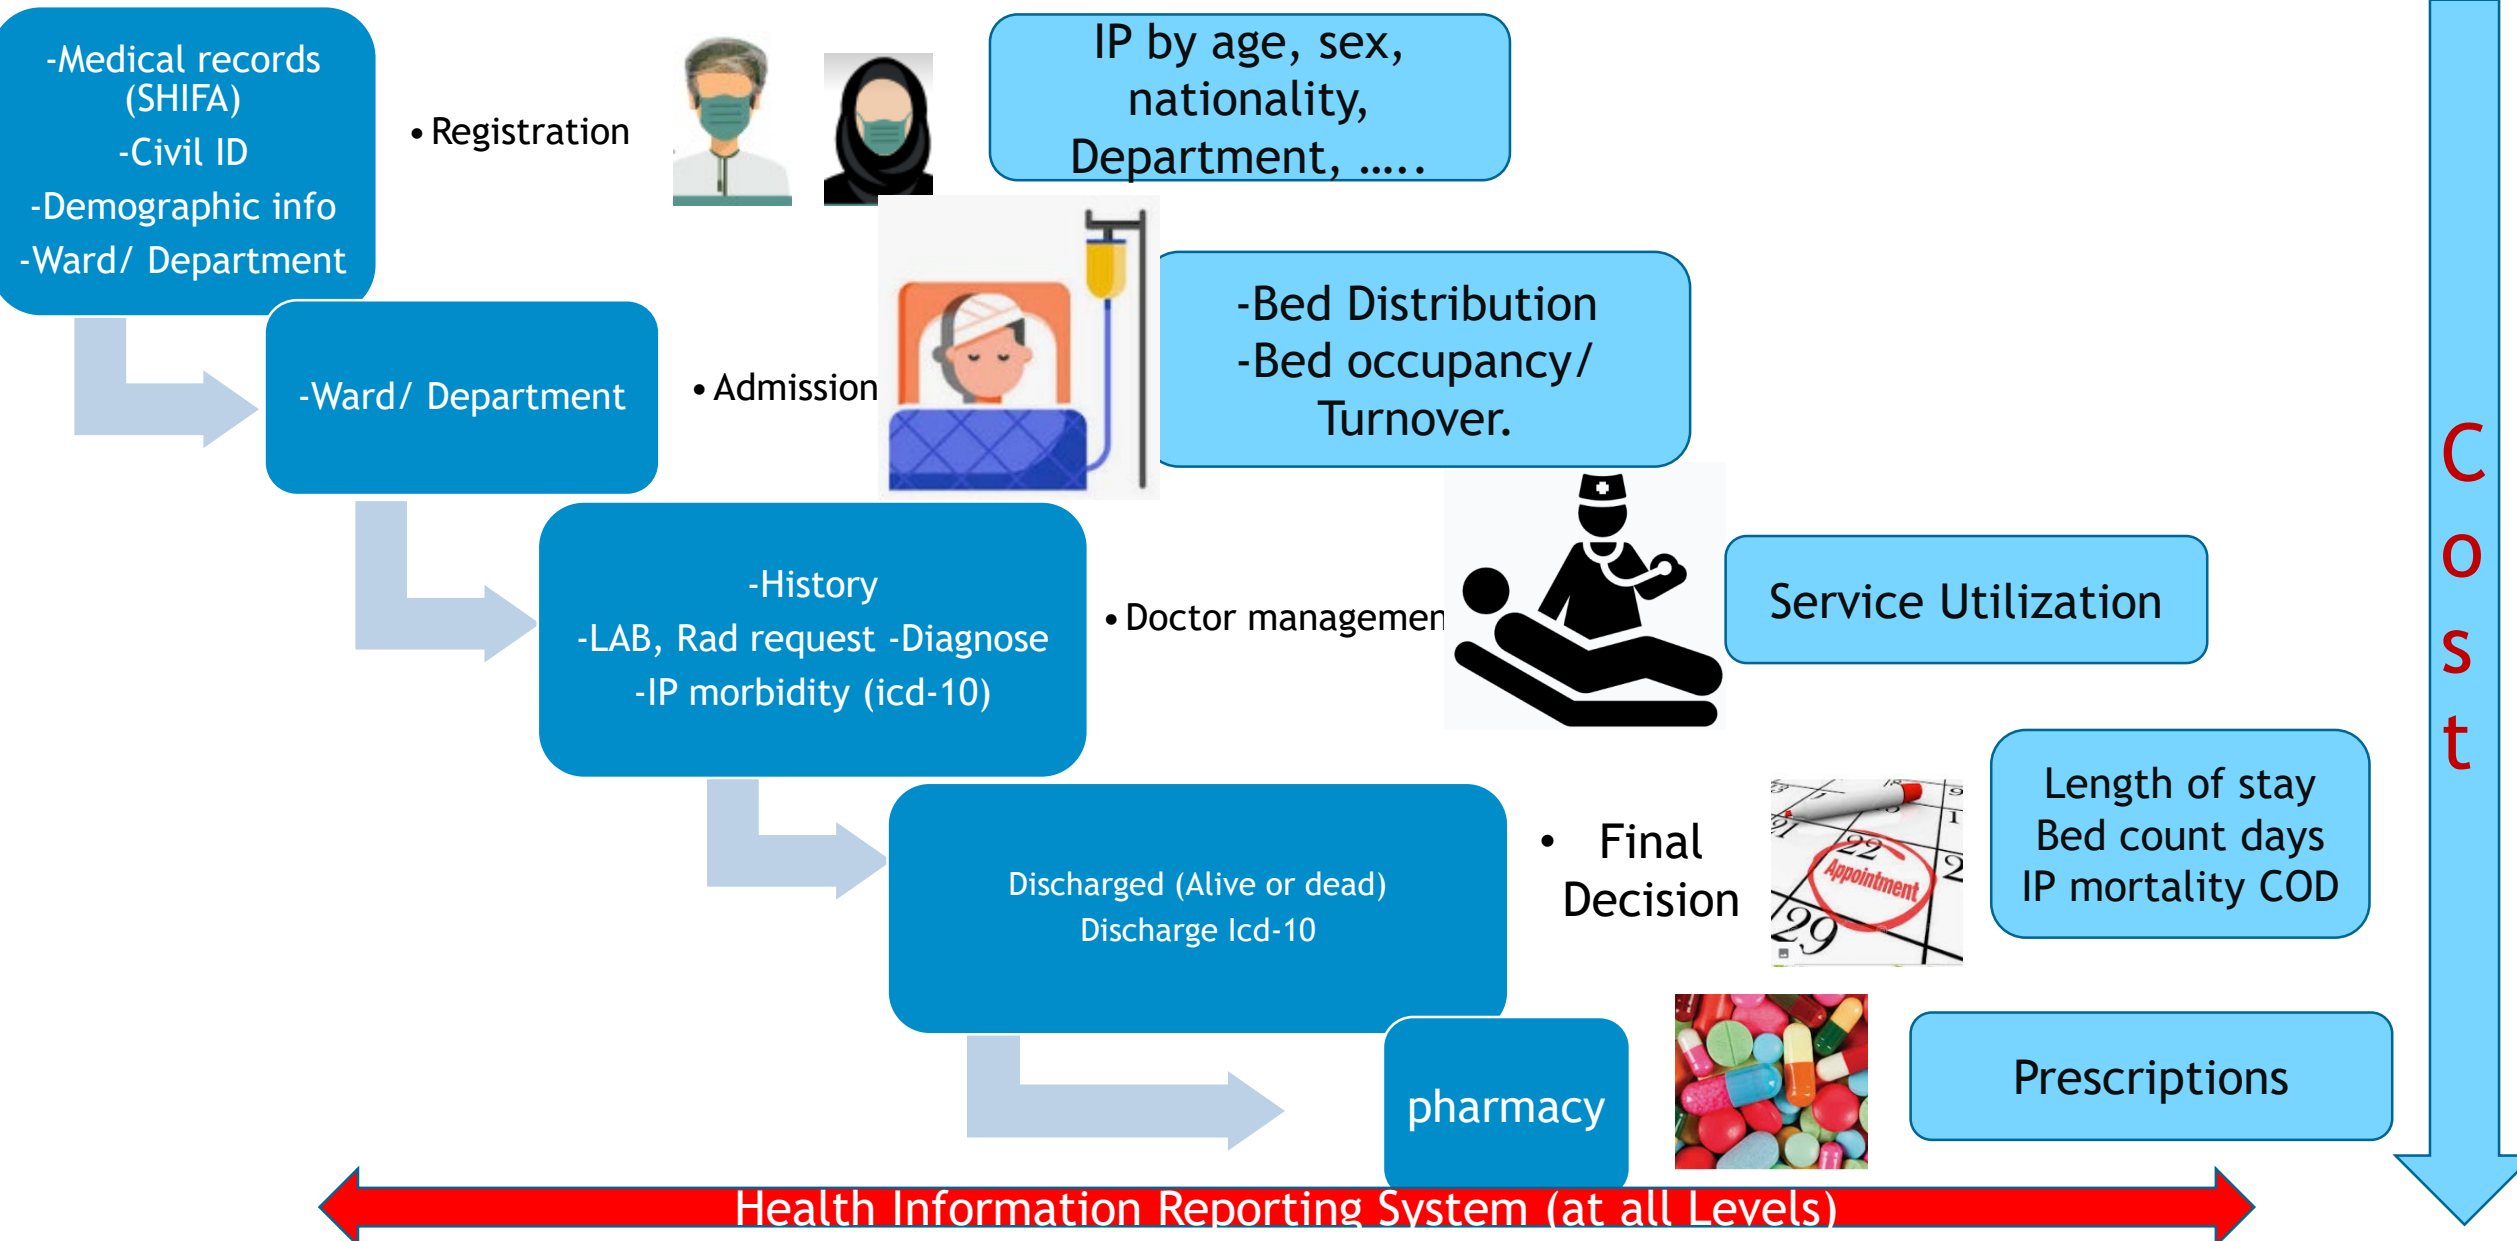 -Medical records
(SHIFA)
-Civil ID
-Demographic info
-Ward/ Department
• Registration
IP by age, sex,
nationality,
Department, …..
-Ward/ Department
• Admission
-Bed Distribution
-Bed occupancy/
Turnover.
-History
-LAB, Rad request -Diagnose
-IP morbidity (icd-10)
• Doctor managemen
Service Utilization
Discharged (Alive or dead)
Discharge Icd-10
• Final
Decision
21
22
Appointment
29
Length of stay
Bed count days
IP mortality COD
pharmacy
Prescriptions
Cost
Health Information Reporting System (at all Levels)